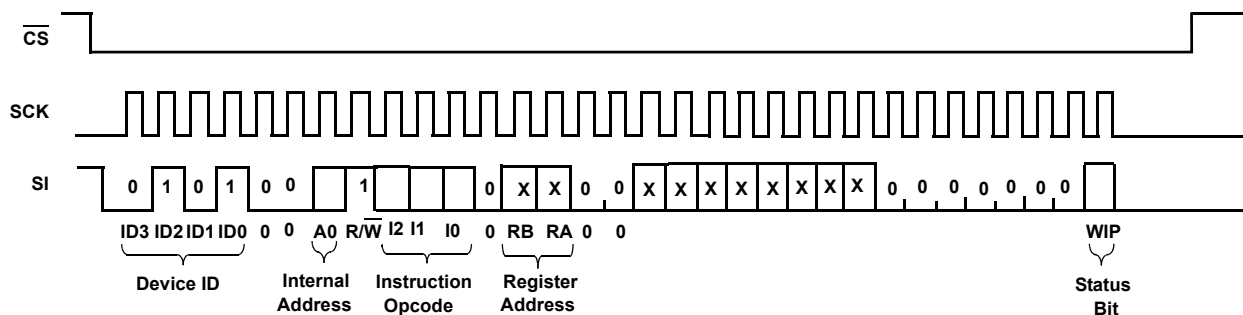 CS
SCK
SI 0 1 0 1 0 0 1 0 X X 0 0 X X X X X X X X 0 0 0 0 0 0 0
ID3 ID2 ID1 ID0 0 0 A0 R/W I2 I1 I0 0 RB RA 0 0 WIP
Device ID Internal Instruction Register Status
Address Opcode Address Bit